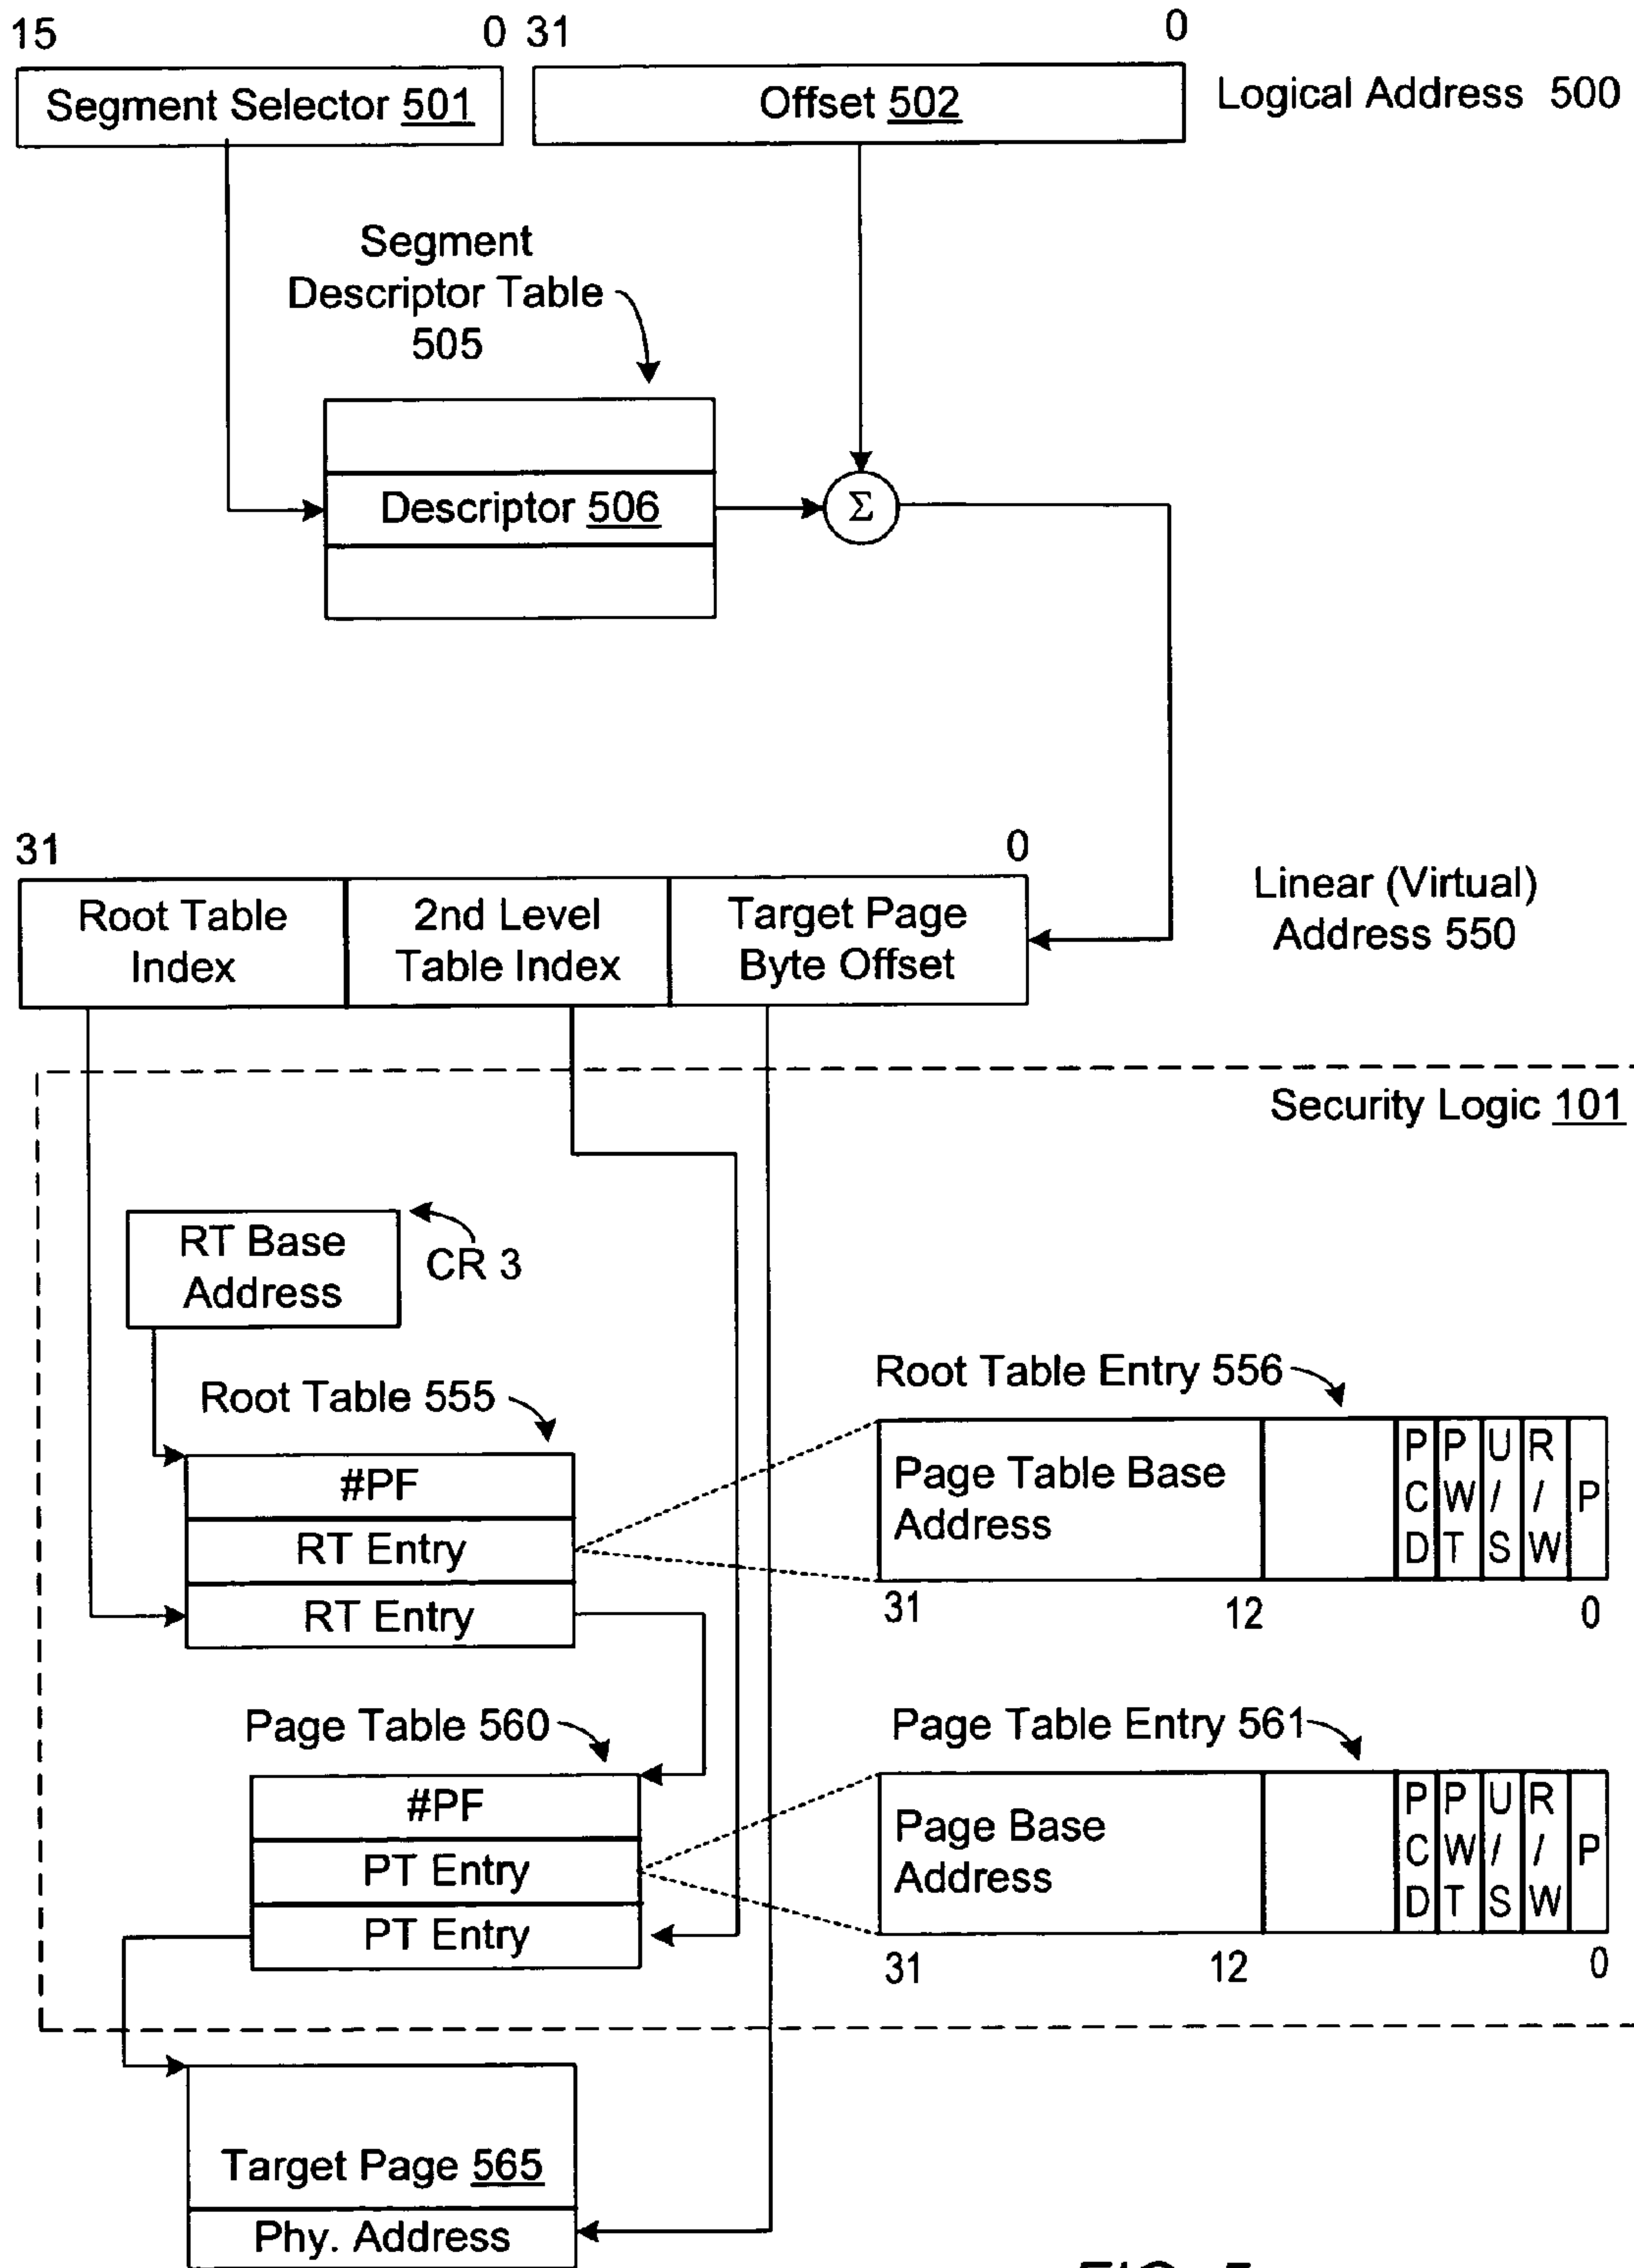 15 0 31 0
Segment Selector 501
Offset 502
Logical Address 500
Segment
Descriptor Table
505
Descriptor 506
Σ
31 0
Root Table
Index
2nd Level
Table Index
Target Page
Byte Offset
Linear (Virtual)
Address 550
Security Logic 101
RT Base
Address
CR 3
Root Table 555
#PF
RT Entry
RT Entry
Root Table Entry 556
Page Table Base
Address
PCD
PWT
U/S
R/W
P
31 12 0
Page Table 560
#PF
PT Entry
PT Entry
Page Table Entry 561
Page Base
Address
PCD
PWT
U/S
R/W
P
31 12 0
Target Page 565
Phy. Address